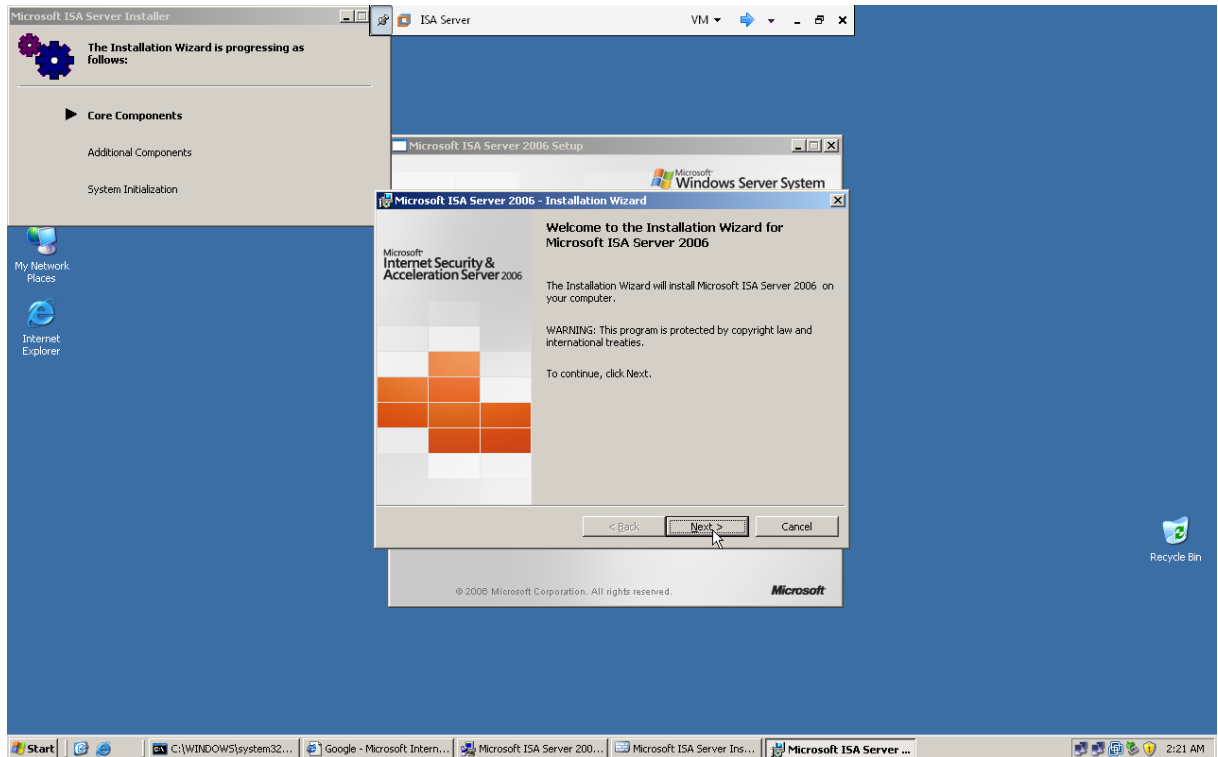 Microsoft ISA Server Installer
The Installation Wizard is progressing as
follows:
Core Components
Additional Components
System Initialization
ISA Server
VM
My Network
Places
Internet
Explorer
Microsoft ISA Server 2006 Setup
Microsoft
Windows Server System
Microsoft ISA Server 2006 - Installation Wizard
Microsoft
Internet Security &
Acceleration Server 2006
Welcome to the Installation Wizard for
Microsoft ISA Server 2006
The Installation Wizard will install Microsoft ISA Server 2006 on
your computer.
WARNING: This program is protected by copyright law and
international treaties.
To continue, click Next.
< Back
Next >
Cancel
© 2006 Microsoft Corporation. All rights reserved.
Microsoft
Recycle Bin
Start
C:\WINDOWS\system32...
Google - Microsoft Intern...
Microsoft ISA Server 200...
Microsoft ISA Server Ins...
Microsoft ISA Server ...
2:21 AM